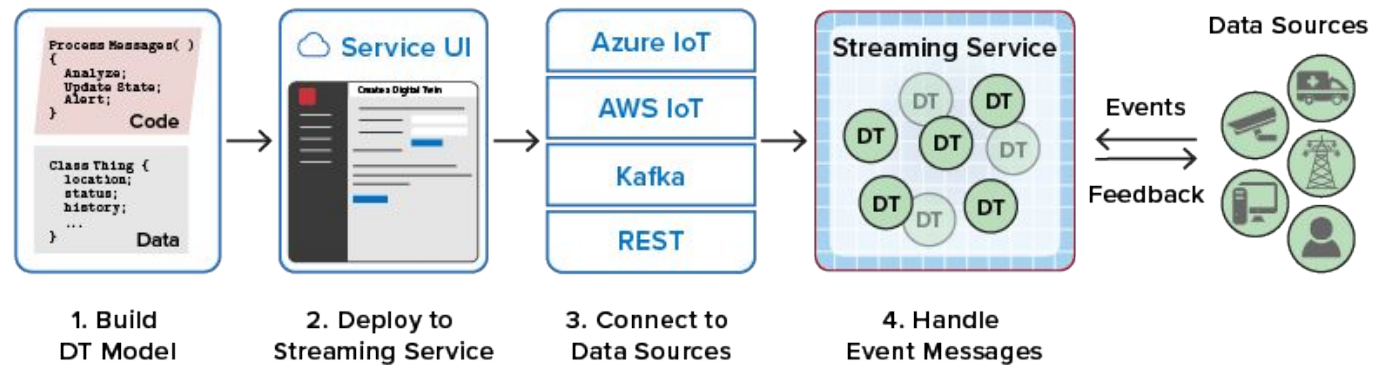 Process Messages( )
{
Analyze;
Update State;
Alert;
}
Code
Class Thing {
location;
status;
history;
...
}
Data
1. Build
DT Model
Service UI
Create a Digital Twin
2. Deploy to
Streaming Service
Azure IoT
AWS IoT
Kafka
REST
3. Connect to
Data Sources
Streaming Service
DT
DT
DT
DT
DT
DT
DT
DT
4. Handle
Event Messages
Events
Feedback
Data Sources